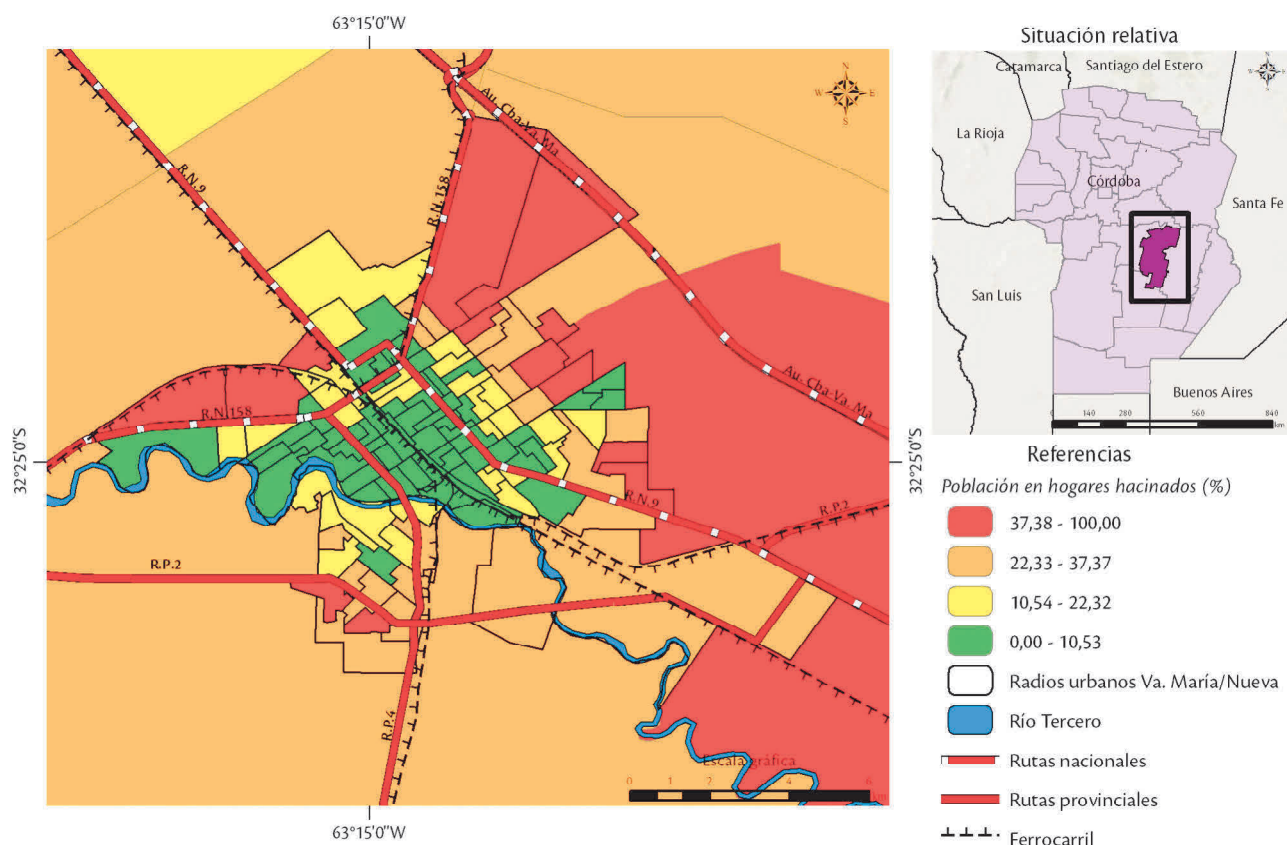 63°15'0"W
N
W E
S
Au. Cba-Va. Ma
R.N.9
R.N.158
Au. Cba-Va. Ma
R.N.158
32°25'0"S
32°25'0"S
R.N.9
R.P.2
R.P.2
R.P.4
Escala gráfica
0 1 2 4 6
km
63°15'0"W
Situación relativa
Catamarca
Santiago del Estero
N
W E
S
La Rioja
Córdoba
Santa Fe
San Luis
Buenos Aires
0 140 280 560 840
km
Referencias
Población en hogares hacinados (%)
37,38 - 100,00
22,33 - 37,37
10,54 - 22,32
0,00 - 10,53
Radios urbanos Va. María/Nueva
Río Tercero
Rutas nacionales
Rutas provinciales
Ferrocarril